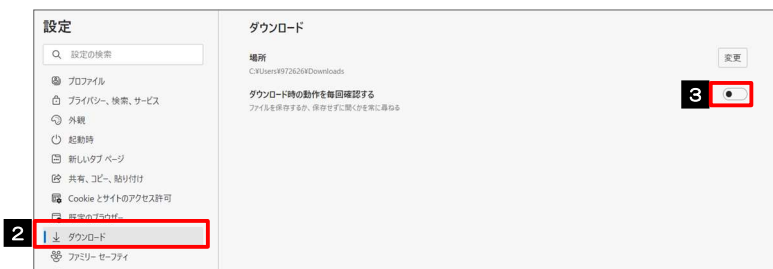 設定
設定の検索
プロファイル
プライバシー、検索、サービス
外観
起動時
新しいタブ ページ
共有、コピー、貼り付け
Cookie とサイトのアクセス許可
既定のブラウザー
2
ダウンロード
ファミリー セーフティ
ダウンロード
場所
C:¥Users¥972626¥Downloads
変更
ダウンロード時の動作を毎回確認する
ファイルを保存するか、保存せずに開くかを常に尋ねる
3